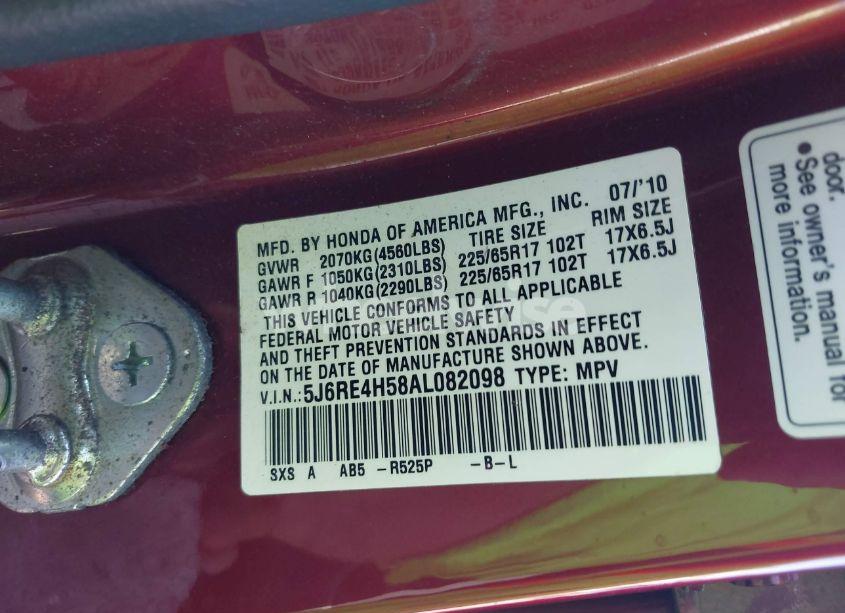 MFD. BY HONDA OF AMERICA MFG., INC. 07/'10
GVWR 2070KG(4560LBS) TIRE SIZE RIM SIZE
GAWR F 1050KG(2310LBS) 225/65R17 102T 17X6.5J
GAWR R 1040KG(2290LBS) 225/65R17 102T 17X6.5J
THIS VEHICLE CONFORMS TO ALL APPLICABLE
FEDERAL MOTOR VEHICLE SAFETY
AND THEFT PREVENTION STANDARDS IN EFFECT
ON THE DATE OF MANUFACTURE SHOWN ABOVE.
V.I.N.: 5J6RE4H58AL082098 TYPE: MPV
SXS A AB5 -R525P -B-L
door.
• See owner's manual for
more information.